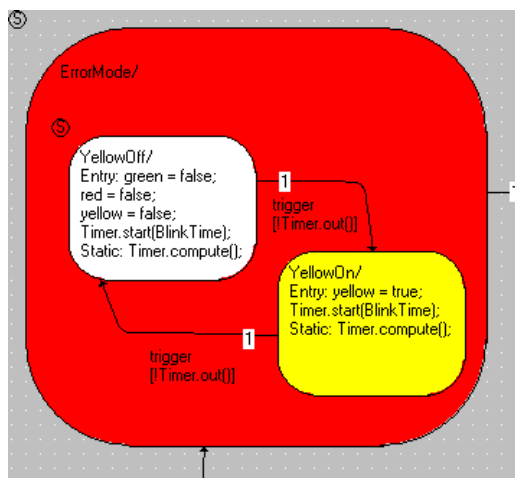 S
ErrorMode/
S
YellowOff/
Entry: green = false;
red = false;
yellow = false;
Timer.start(BlinkTime);
Static: Timer.compute();
1
trigger
[!Timer.out()]
YellowOn/
Entry: yellow = true;
Timer.start(BlinkTime);
Static: Timer.compute();
1
trigger
[!Timer.out()]